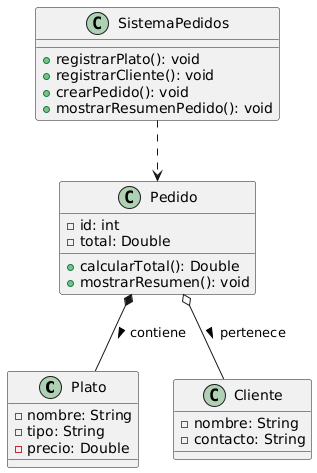 C SistemaPedidos
registrarPlato(): void
registrarCliente(): void
crearPedido(): void
mostrarResumenPedido(): void
C Pedido
id: int
total: Double
calcularTotal(): Double
mostrarResumen(): void
contiene
pertenece
C Plato
nombre: String
tipo: String
precio: Double
C Cliente
nombre: String
contacto: String